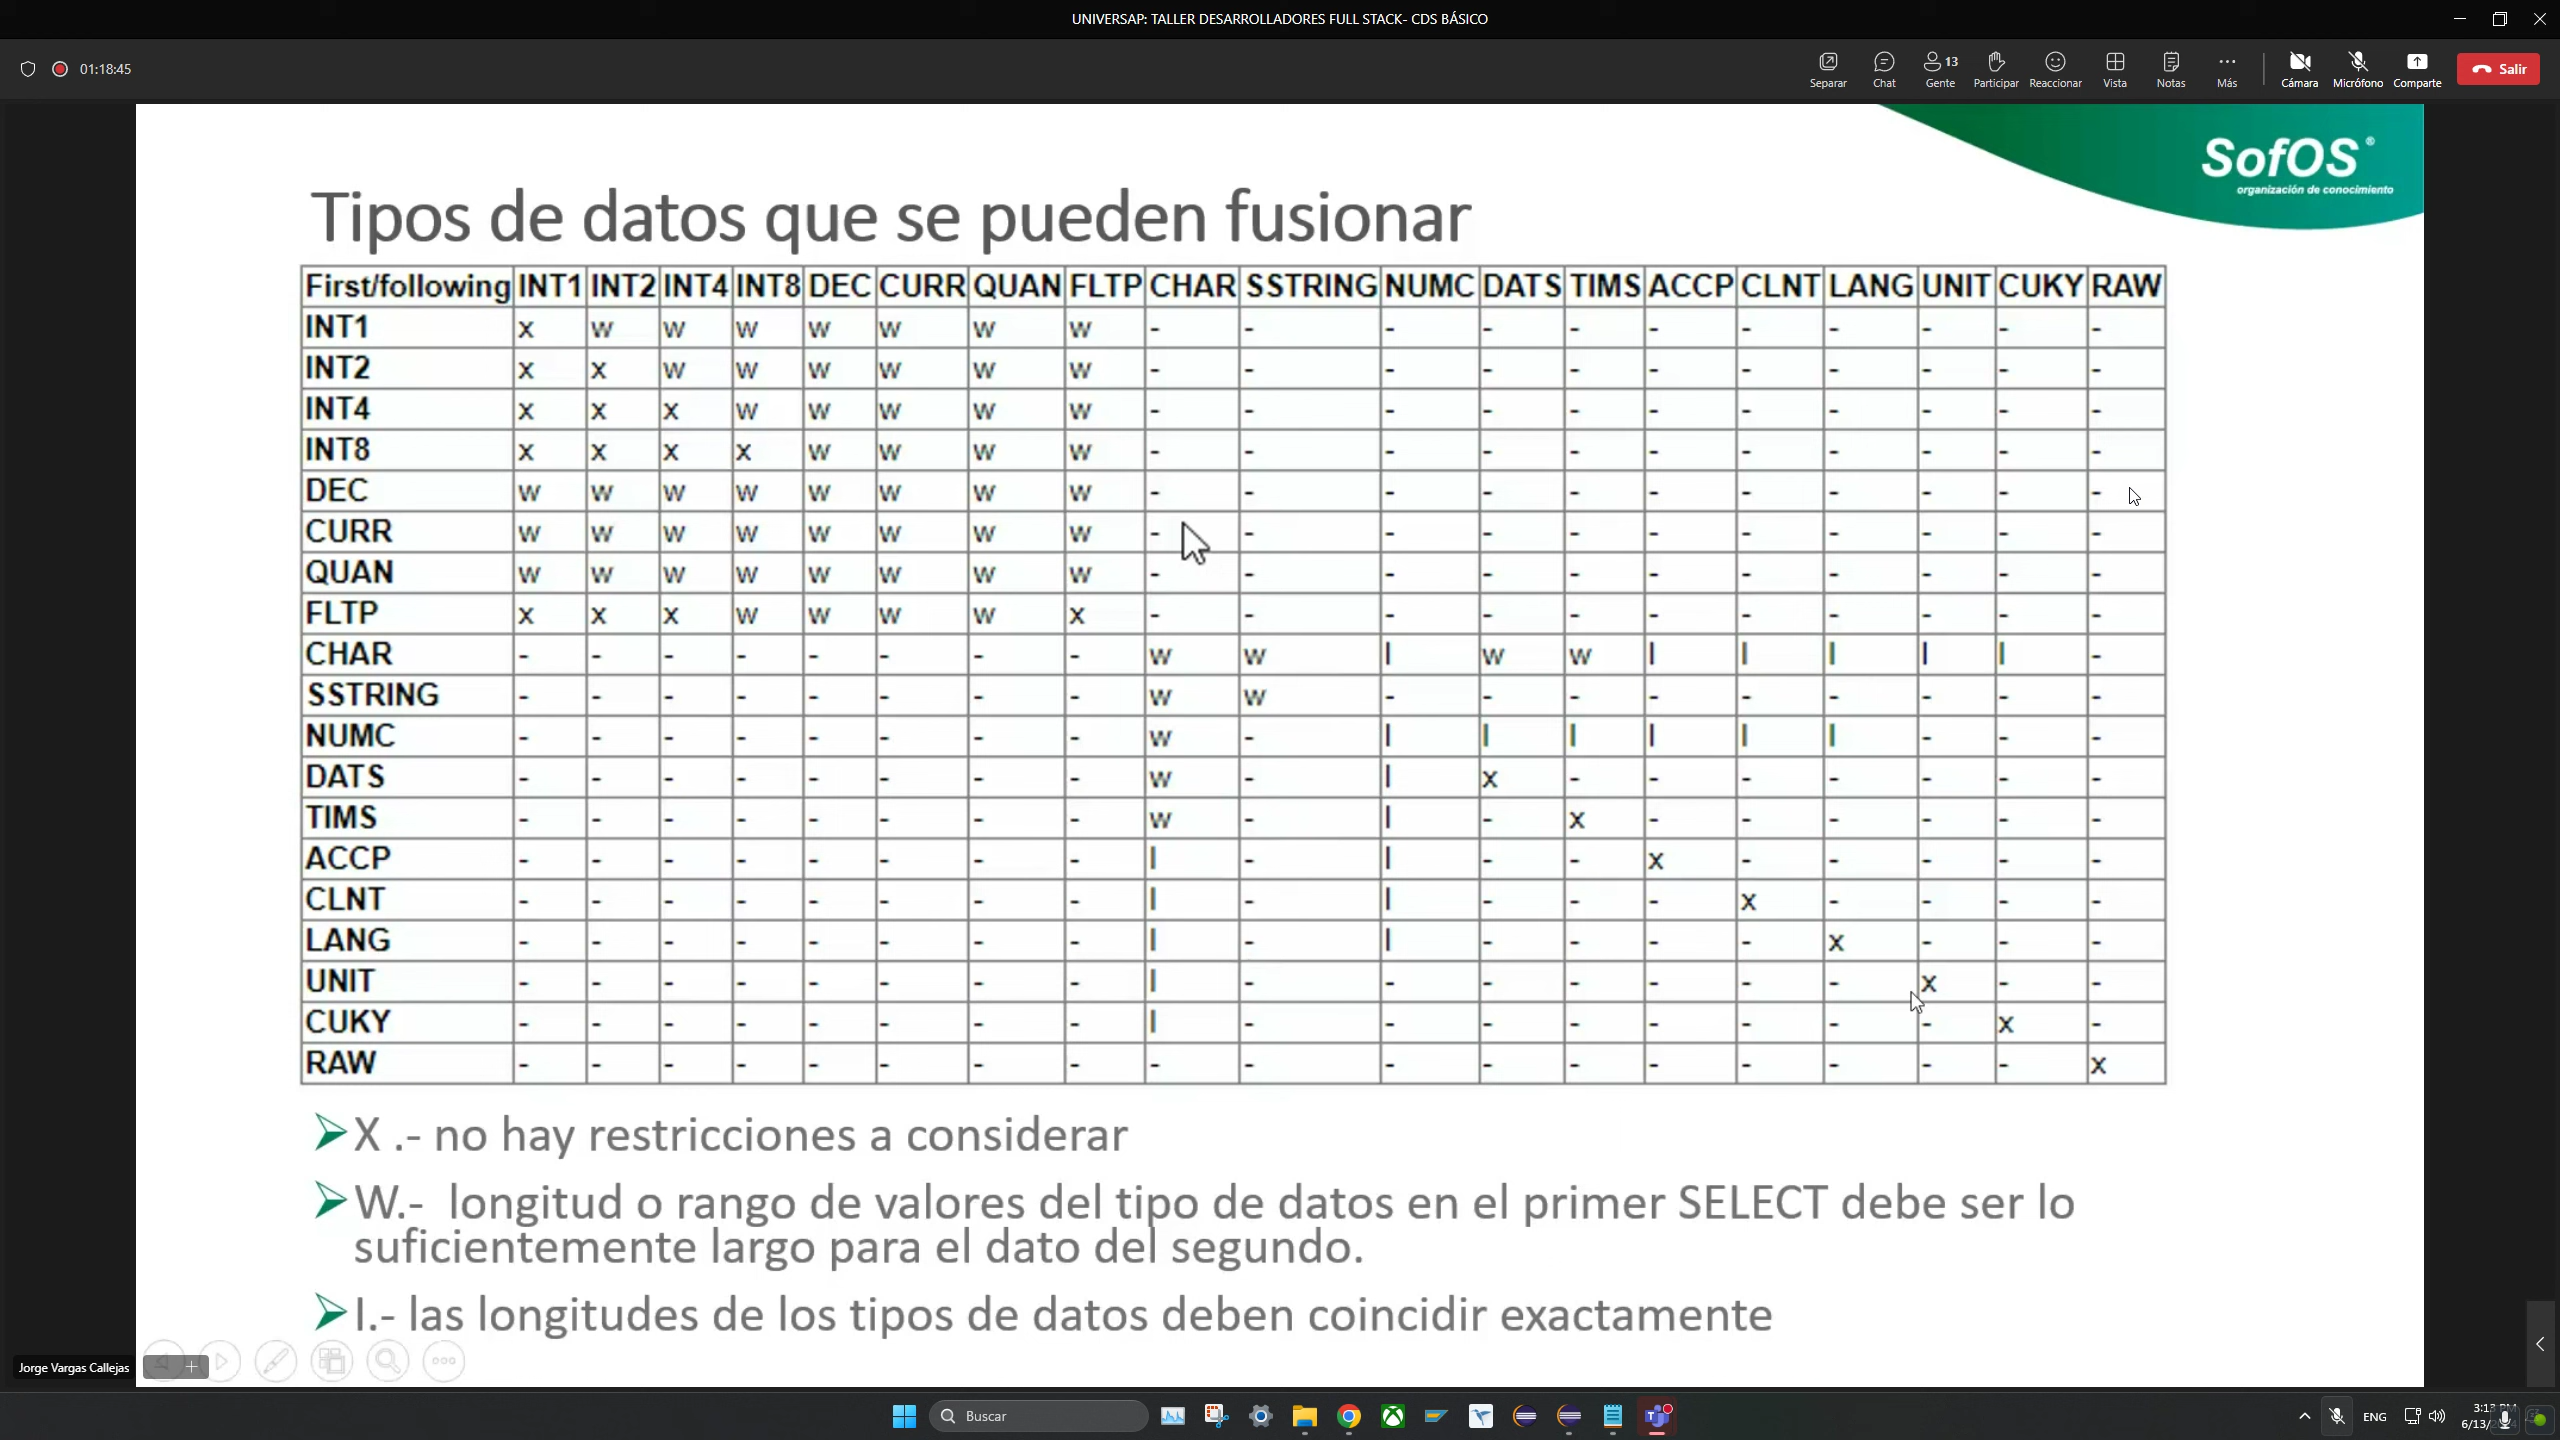 UNIVERSAP: TALLER DESARROLLADORES FULL STACK- CDS BÁSICO
01:18:45
Separar Chat Gente 13 Participar Reaccionar Vista Notas Más Cámara Micrófono Comparte Salir
SofOS®
organización de conocimiento
Tipos de datos que se pueden fusionar
First/following INT1 INT2 INT4 INT8 DEC CURR QUAN FLTP CHAR SSTRING NUMC DATS TIMS ACCP CLNT LANG UNIT CUKY RAW
INT1 x w w w w w w w - - - - - - - - - - -
INT2 x x w w w w w w - - - - - - - - - - -
INT4 x x x w w w w w - - - - - - - - - - -
INT8 x x x x w w w w - - - - - - - - - - -
DEC w w w w w w w w - - - - - - - - - - -
CURR w w w w w w w w - - - - - - - - - - -
QUAN w w w w w w w w - - - - - - - - - - -
FLTP x x x w w w w x - - - - - - - - - - -
CHAR - - - - - - - - w w l w w l l l l l -
SSTRING - - - - - - - - w w - - - - - - - - -
NUMC - - - - - - - - w - l l l l l l - - -
DATS - - - - - - - - w - l x - - - - - - -
TIMS - - - - - - - - w - l - x - - - - - -
ACCP - - - - - - - - l - l - - x - - - - -
CLNT - - - - - - - - l - l - - - x - - - -
LANG - - - - - - - - l - l - - - - x - - -
UNIT - - - - - - - - l - - - - - - - x - -
CUKY - - - - - - - - l - - - - - - - - x -
RAW - - - - - - - - - - - - - - - - - - x
X .- no hay restricciones a considerar
W.- longitud o rango de valores del tipo de datos en el primer SELECT debe ser lo
suficientemente largo para el dato del segundo.
I.- las longitudes de los tipos de datos deben coincidir exactamente
Jorge Vargas Callejas
Buscar
ENG